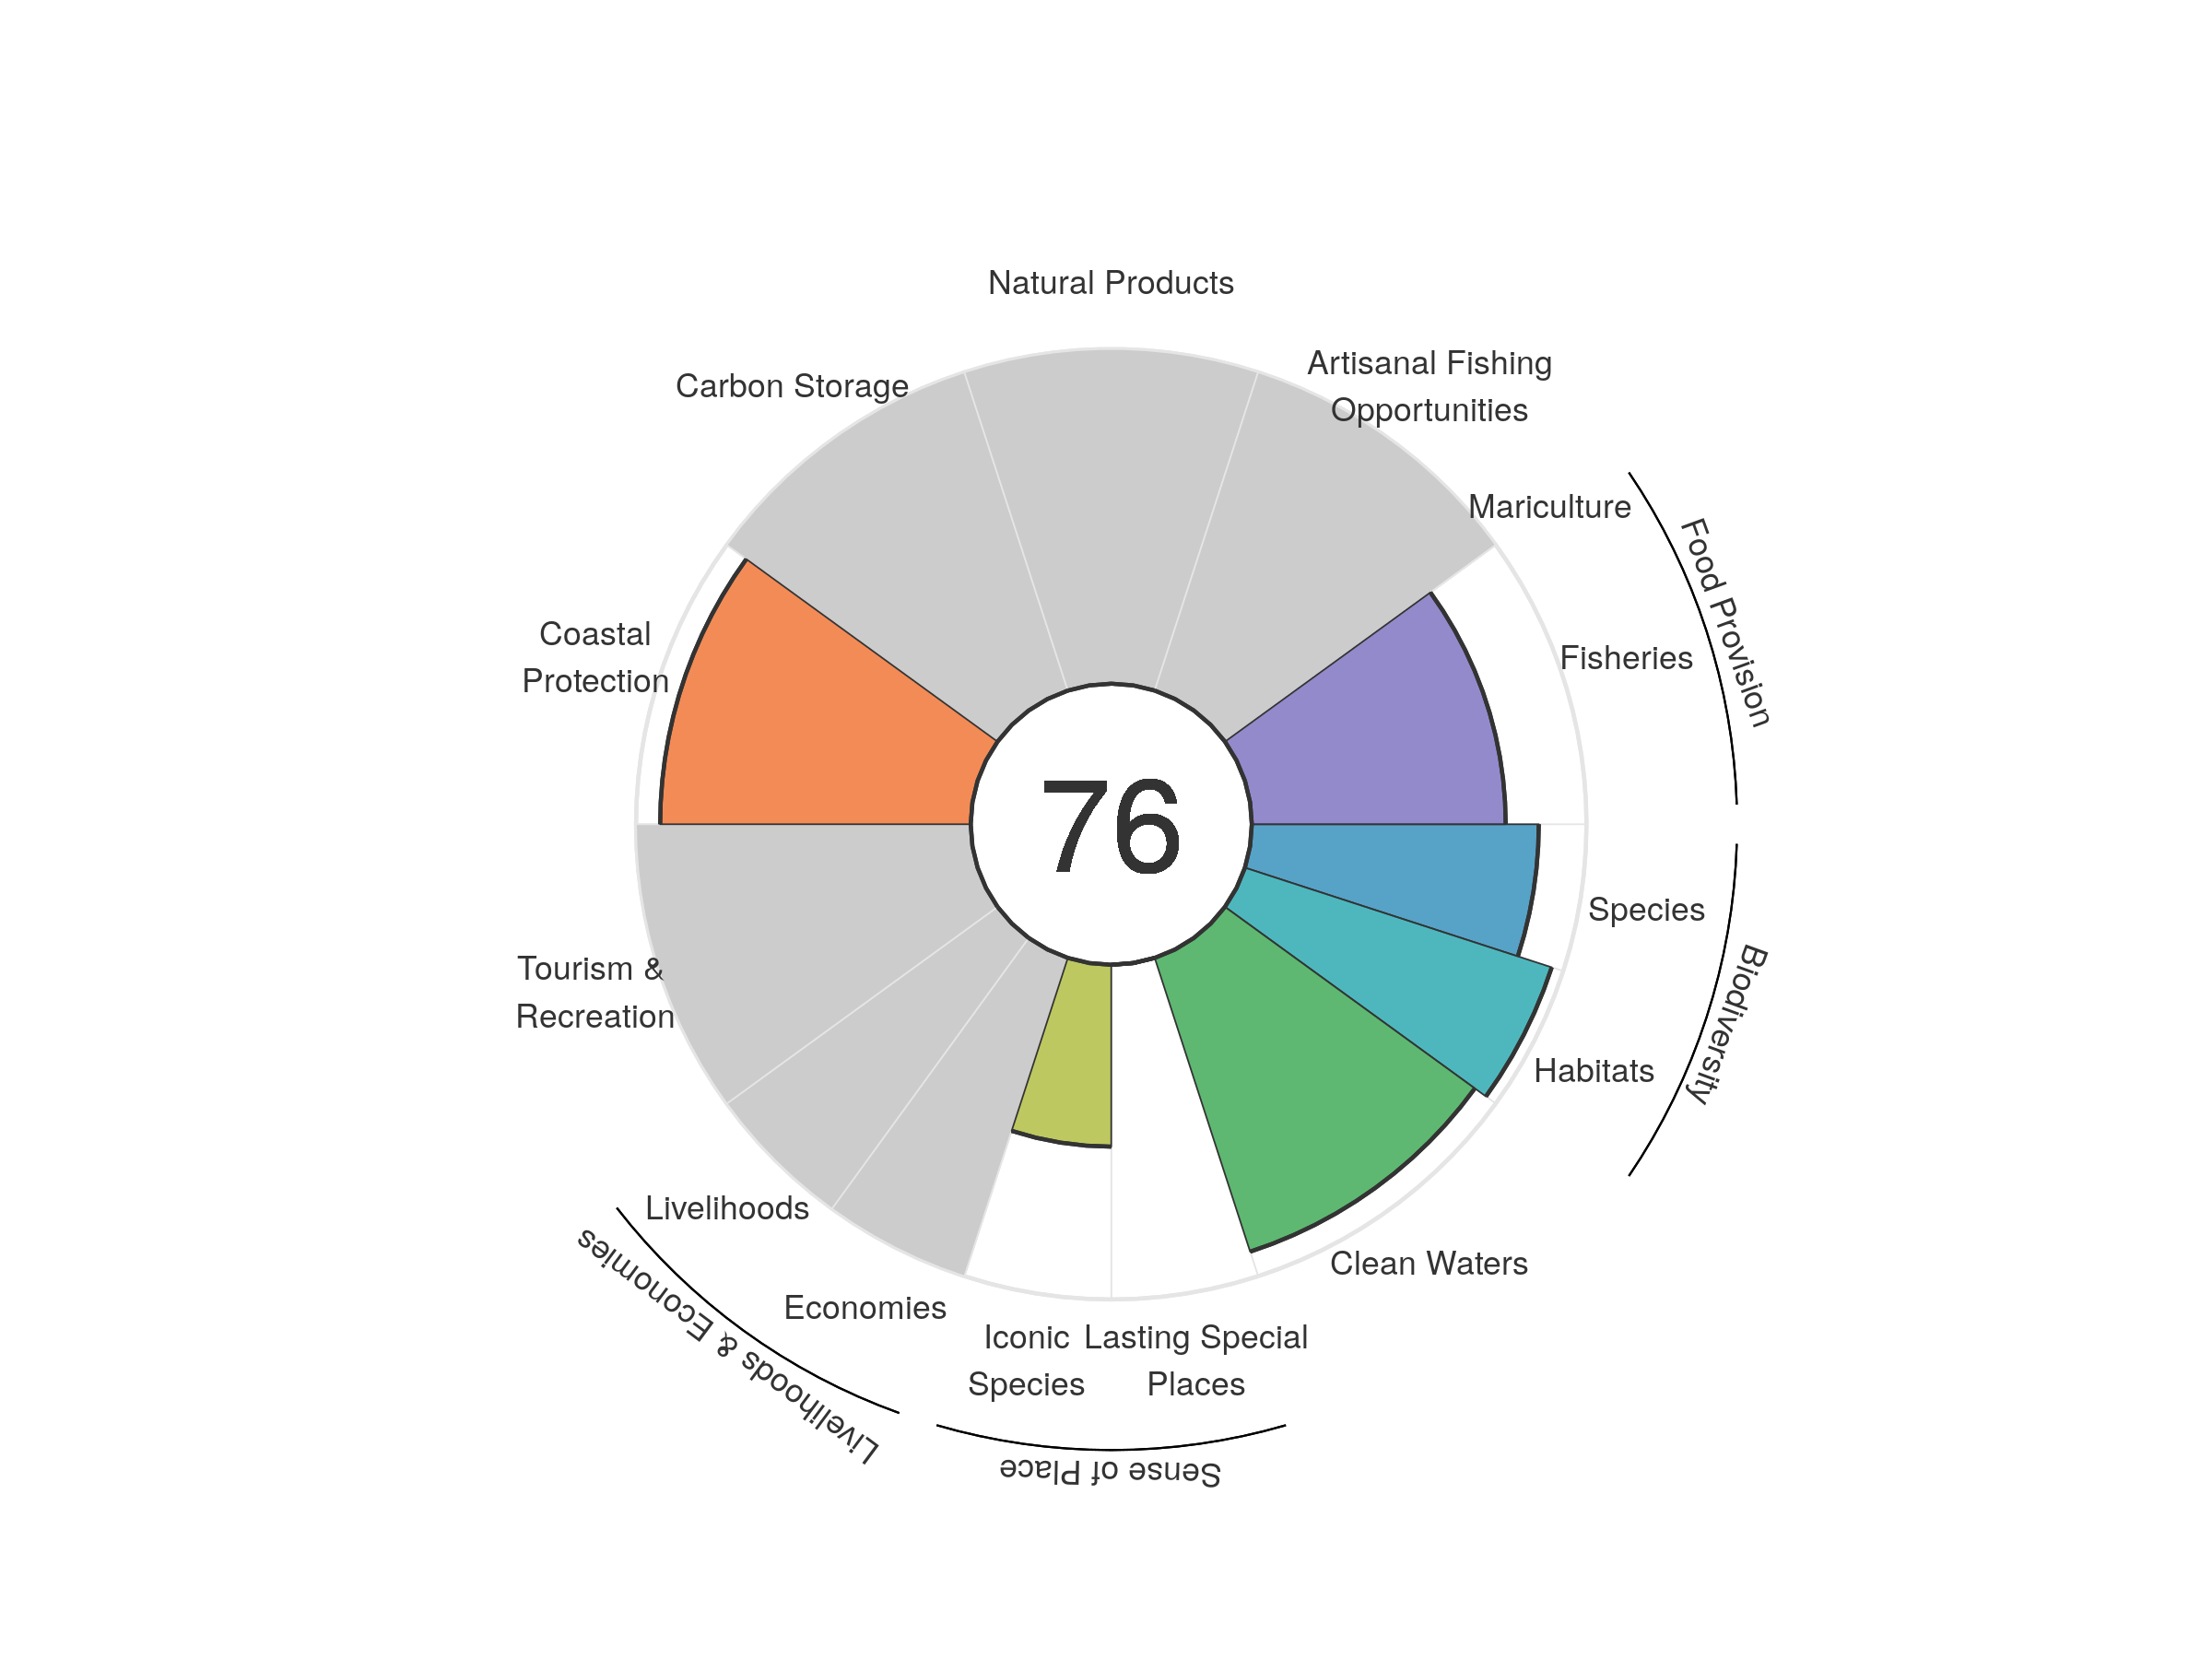 Natural Products
Artisanal Fishing
Opportunities
Carbon Storage
Mariculture
Food Provision
Fisheries
Coastal
Protection
76
Species
Biodiversity
Habitats
Tourism &
Recreation
Livelihoods
Clean Waters
Livelihoods & Economies
Economies
Iconic
Species
Lasting Special
Places
Sense of Place